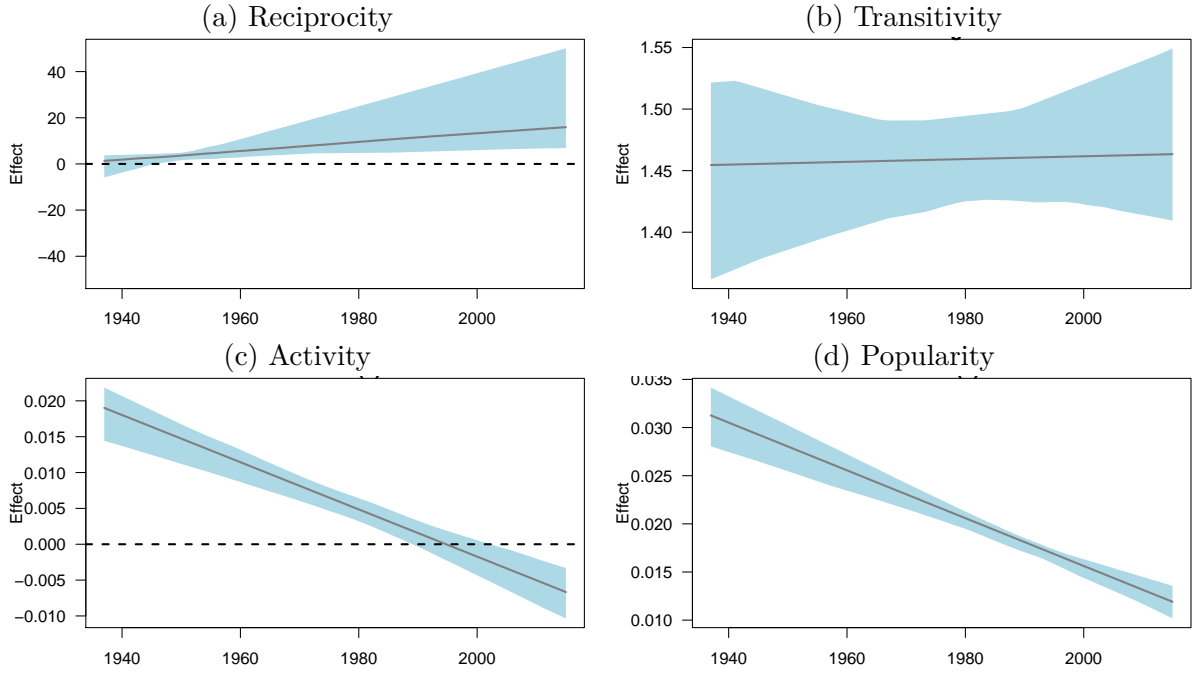 (a) Reciprocity
(b) Transitivity
Effect
40
20
0
−20
−40
1940 1960 1980 2000
Effect
1.55
1.50
1.45
1.40
1940 1960 1980 2000
(c) Activity
(d) Popularity
Effect
0.020
0.015
0.010
0.005
0.000
−0.005
−0.010
1940 1960 1980 2000
Effect
0.035
0.030
0.025
0.020
0.015
0.010
1940 1960 1980 2000